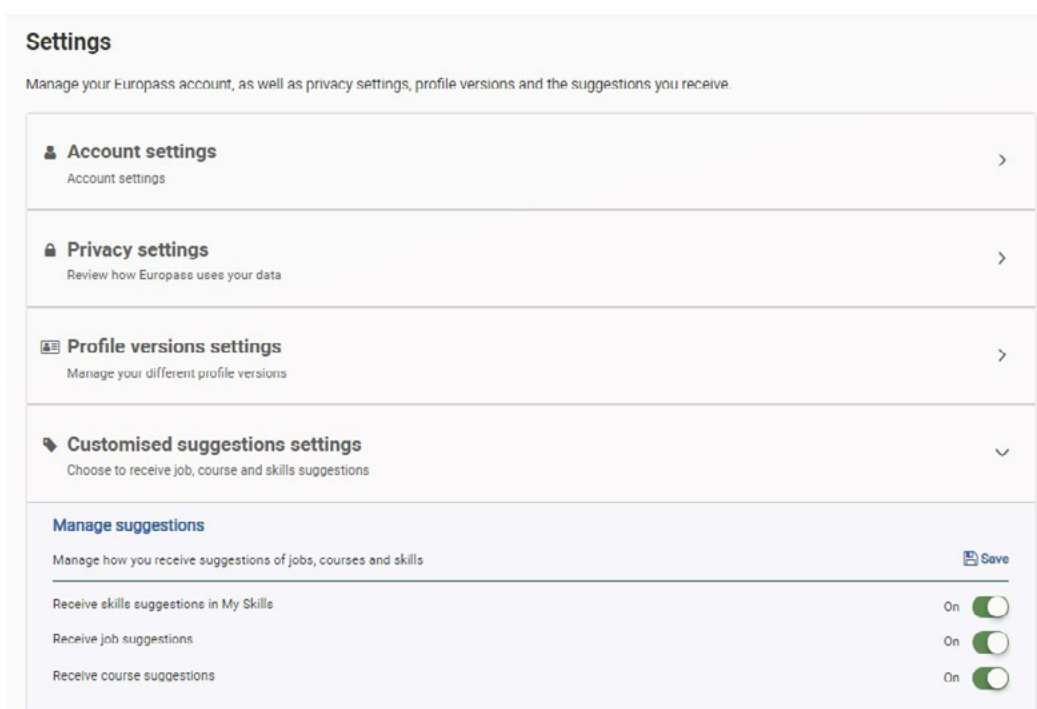 Settings
Manage your Europass account, as well as privacy settings, profile versions and the suggestions you receive.
Account settings
Account settings
Privacy settings
Review how Europass uses your data
Profile versions settings
Manage your different profile versions
Customised suggestions settings
Choose to receive job, course and skills suggestions
Manage suggestions
Manage how you receive suggestions of jobs, courses and skills Save
Receive skills suggestions in My Skills On
Receive job suggestions On
Receive course suggestions On